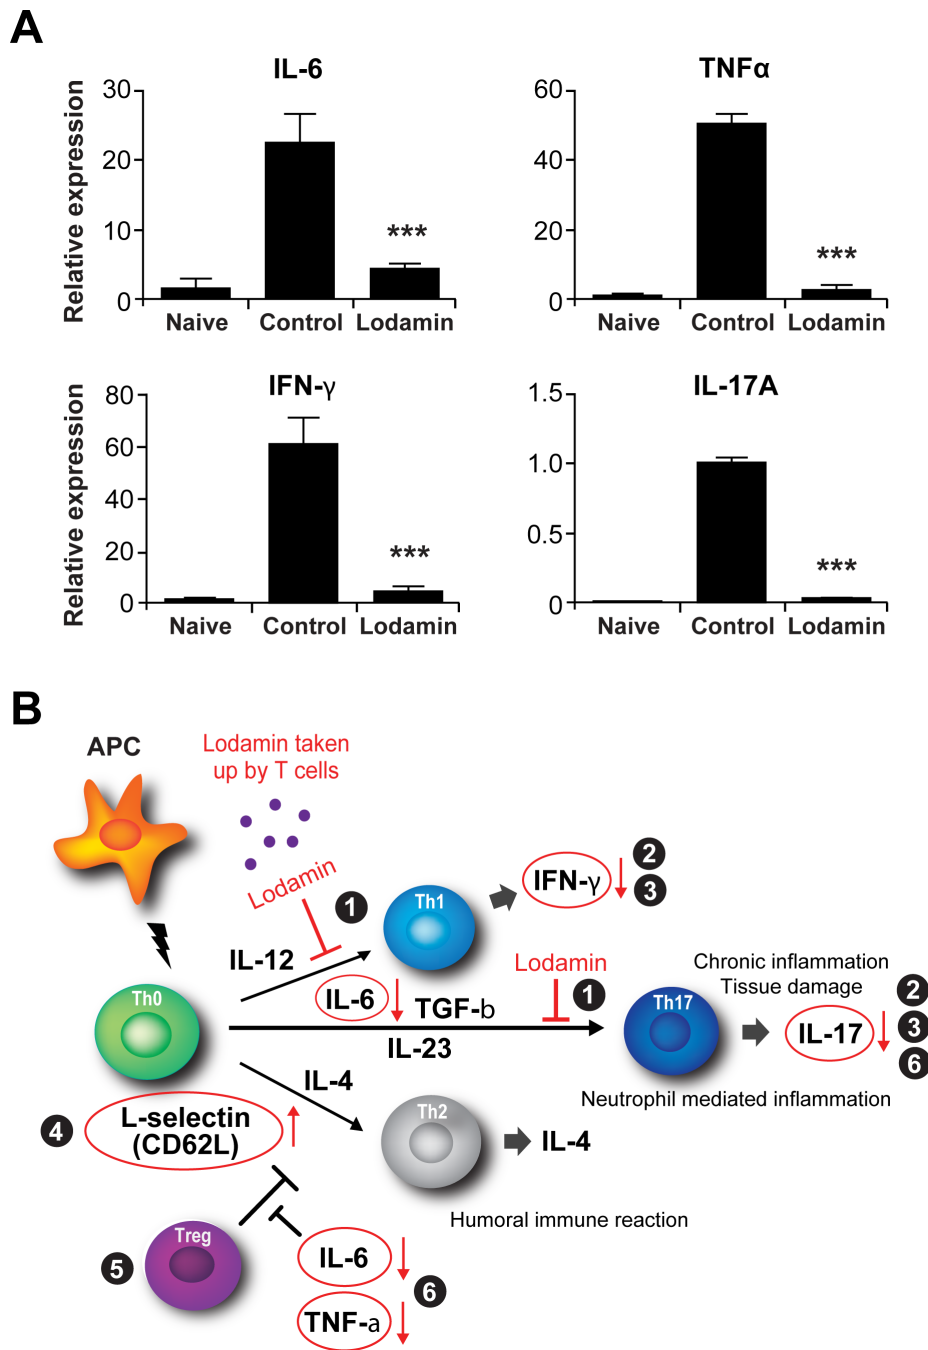 A
IL-6
Relative expression
30
20
10
0
***
Naive Control Lodamin
TNFα
60
40
20
0
***
Naive Control Lodamin
IFN-γ
Relative expression
80
60
40
20
0
***
Naive Control Lodamin
IL-17A
1.5
1.0
0.5
0
***
Naive Control Lodamin
B
APC
Lodamin taken
up by T cells
Lodamin
1
Th1
IFN-γ
2
3
IL-12
IL-6
TGF-b
IL-23
Lodamin
1
Th0
Th17
Chronic inflammation
Tissue damage
IL-17
2
3
6
Neutrophil mediated inflammation
IL-4
4
L-selectin
(CD62L)
Th2
IL-4
Humoral immune reaction
5
Treg
IL-6
6
TNF-a